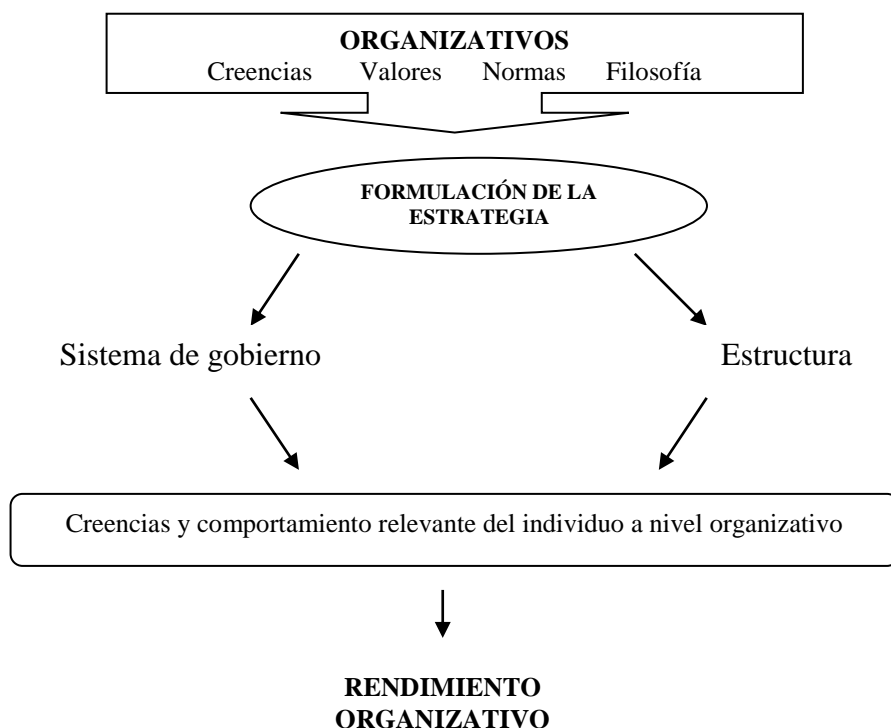 ORGANIZATIVOS
Creencias Valores Normas Filosofía
FORMULACIÓN DE LA
ESTRATEGIA
Sistema de gobierno
Estructura
Creencias y comportamiento relevante del individuo a nivel organizativo
RENDIMIENTO
ORGANIZATIVO